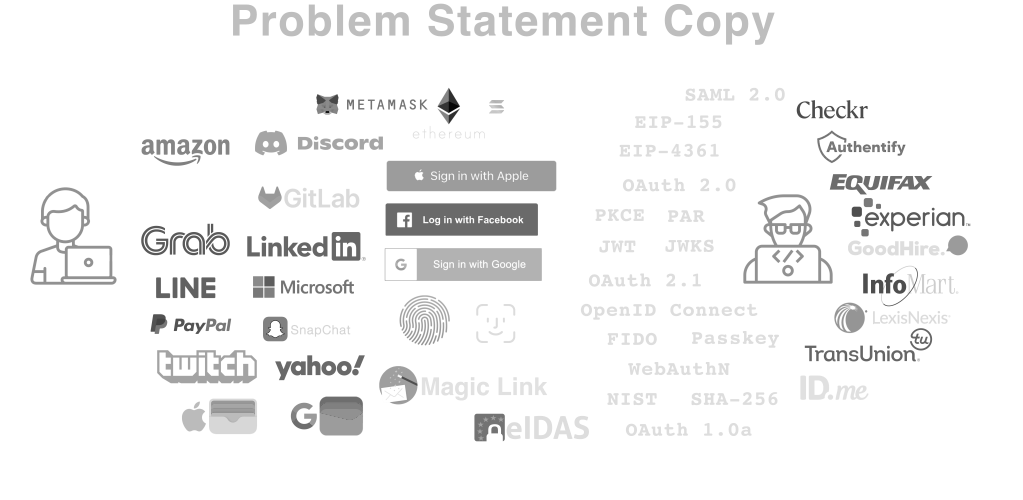 Problem Statement Copy
METAMASK
ethereum
amazon
Discord
GitLab
Grab
LinkedIn
LINE
Microsoft
PayPal
SnapChat
twitch
yahoo!
G
Sign in with Apple
Log in with Facebook
G
Sign in with Google
Magic Link
eIDAS
SAML 2.0
EIP-155
EIP-4361
OAuth 2.0
PKCE PAR
JWT JWKS
OAuth 2.1
OpenID Connect
FIDO Passkey
WebAuthN
NIST SHA-256
OAuth 1.0a
</>
Checkr
Authentify
EQUIFAX
experian.
GoodHire.
InfoMart
LexisNexis
tu
TransUnion.
ID.me